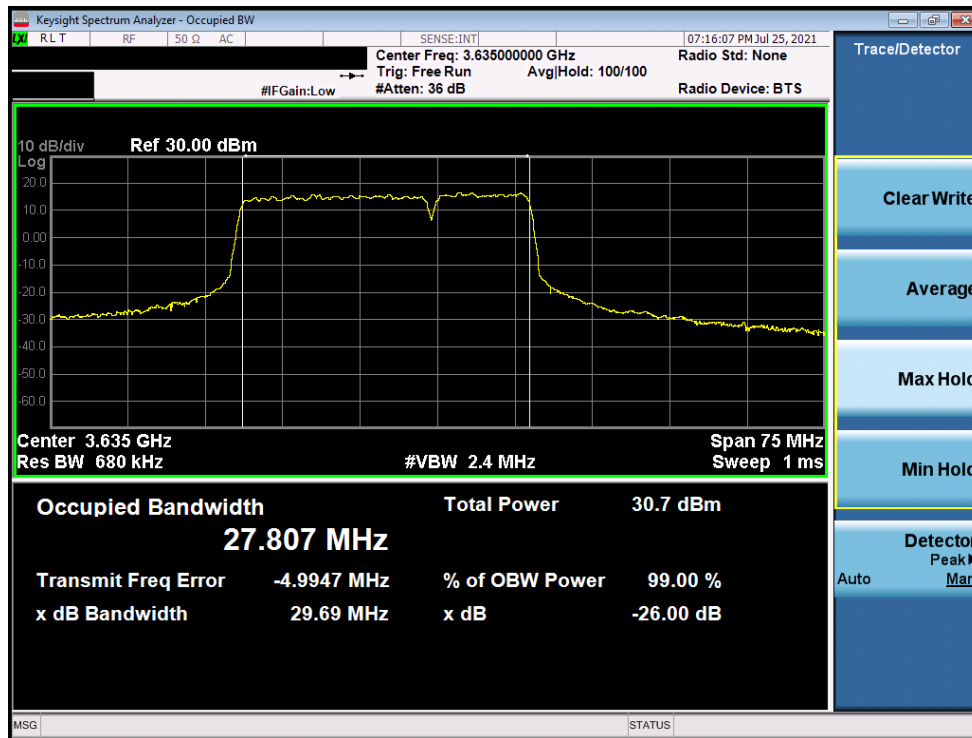 Keysight Spectrum Analyzer - Occupied BW
LXI RLT RF 50 Ω AC SENSE:INT 07:16:07 PM Jul 25, 2021
Center Freq: 3.635000000 GHz Radio Std: None
Trig: Free Run Avg|Hold: 100/100
#IFGain:Low #Atten: 36 dB Radio Device: BTS
Trace/Detector
10 dB/div Ref 30.00 dBm
Log
20.0
10.0
0.00
-10.0
-20.0
-30.0
-40.0
-50.0
-60.0
Center 3.635 GHz Span 75 MHz
Res BW 680 kHz #VBW 2.4 MHz Sweep 1 ms
Occupied Bandwidth Total Power 30.7 dBm
27.807 MHz
Transmit Freq Error -4.9947 MHz % of OBW Power 99.00 %
x dB Bandwidth 29.69 MHz x dB -26.00 dB
Clear Write
Average
Max Hold
Min Hold
Detector
Peak
Auto Man
MSG STATUS